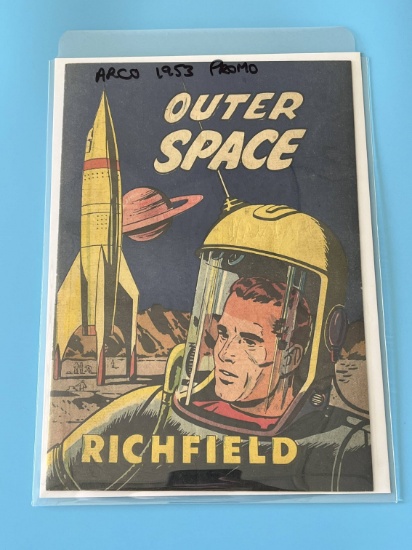 ARCO 1953 PROMO
OUTER
SPACE
RICHFIELD